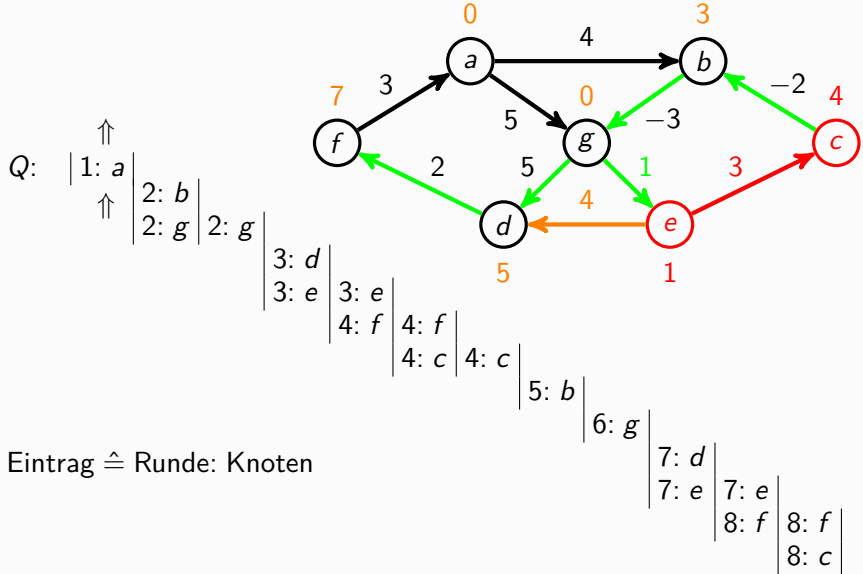 0
3
4
a
b
7
3
0
−2
4
⇑
5
−3
f
g
c
Q:
1: a
2
5
1
3
⇑
2: b
4
2: g
2: g
d
e
3: d
5
1
3: e
3: e
4: f
4: f
4: c
4: c
5: b
6: g
Eintrag ≙ Runde: Knoten
7: d
7: e
7: e
8: f
8: f
8: c